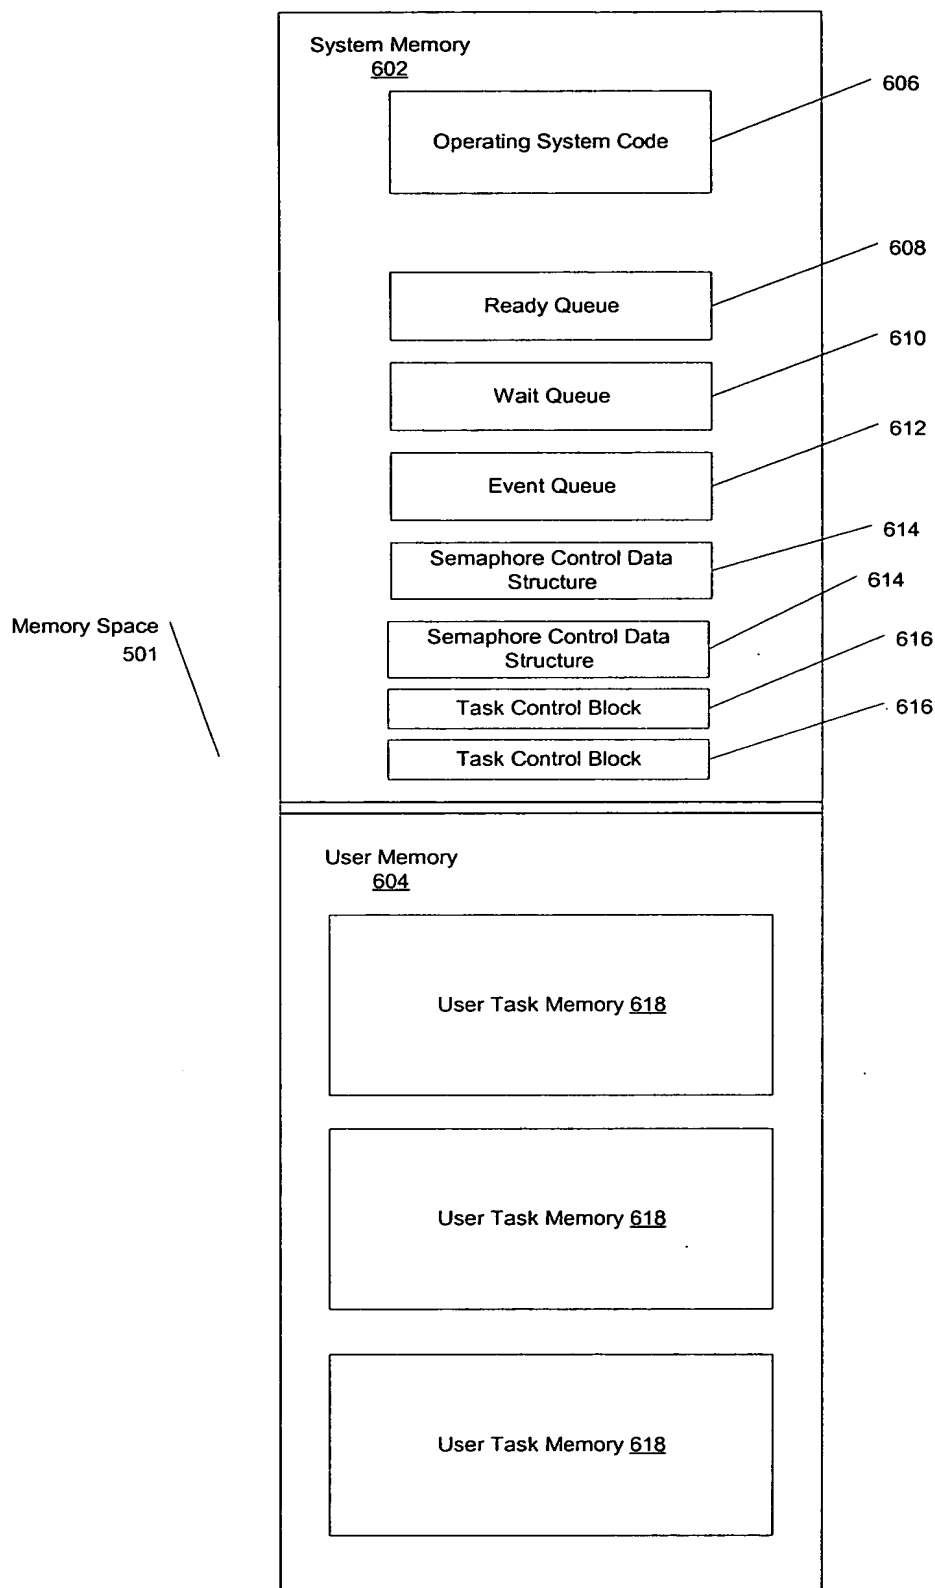 System Memory
602
606
Operating System Code
608
Ready Queue
610
Wait Queue
612
Event Queue
614
Semaphore Control Data
Structure
614
Memory Space
501
Semaphore Control Data
Structure
616
Task Control Block
616
Task Control Block
User Memory
604
User Task Memory 618
User Task Memory 618
User Task Memory 618